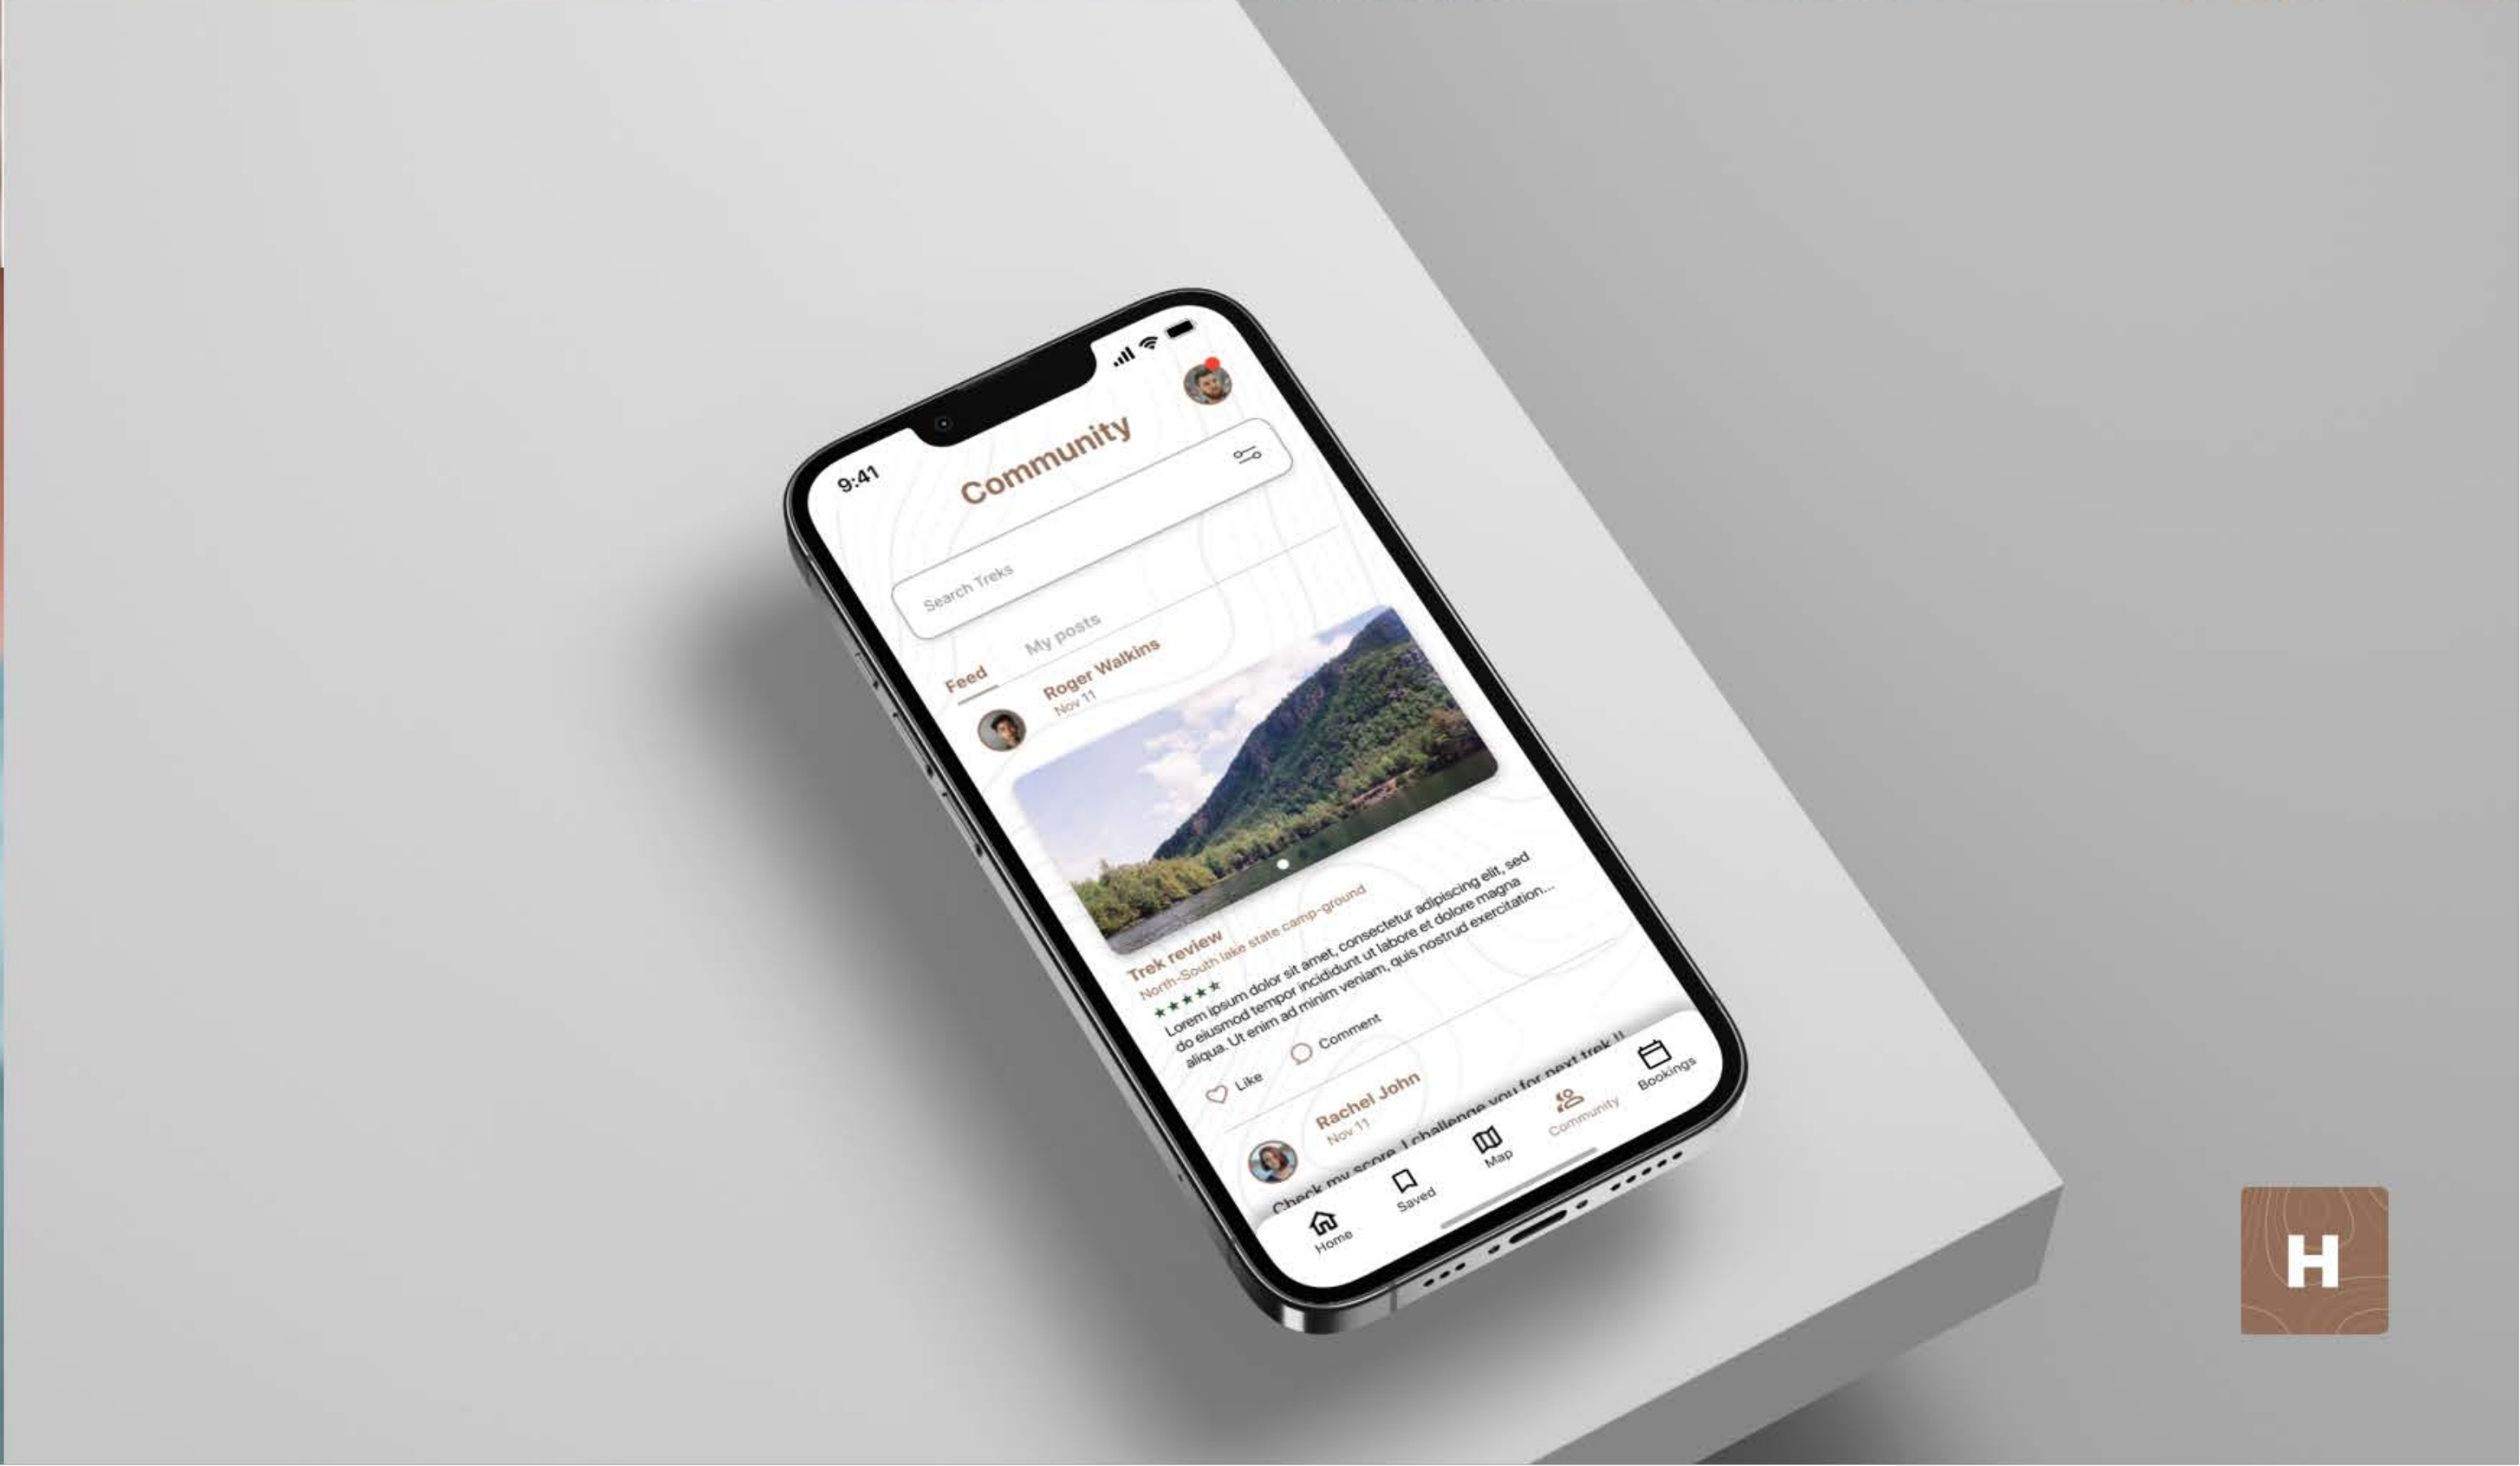 9:41
Community
Search Treks
Feed
My posts
Roger Walkins
Nov 11
Trek review
North-South lake state camp-ground
Lorem ipsum dolor sit amet, consectetur adipiscing elit, sed
do eiusmod tempor incididunt ut labore et dolore magna
aliqua. Ut enim ad minim veniam, quis nostrud exercitation...
Like
Comment
Rachel John
Nov 11
Check my score, I challenge you for next trek !!
Home
Saved
Map
Community
Bookings
H